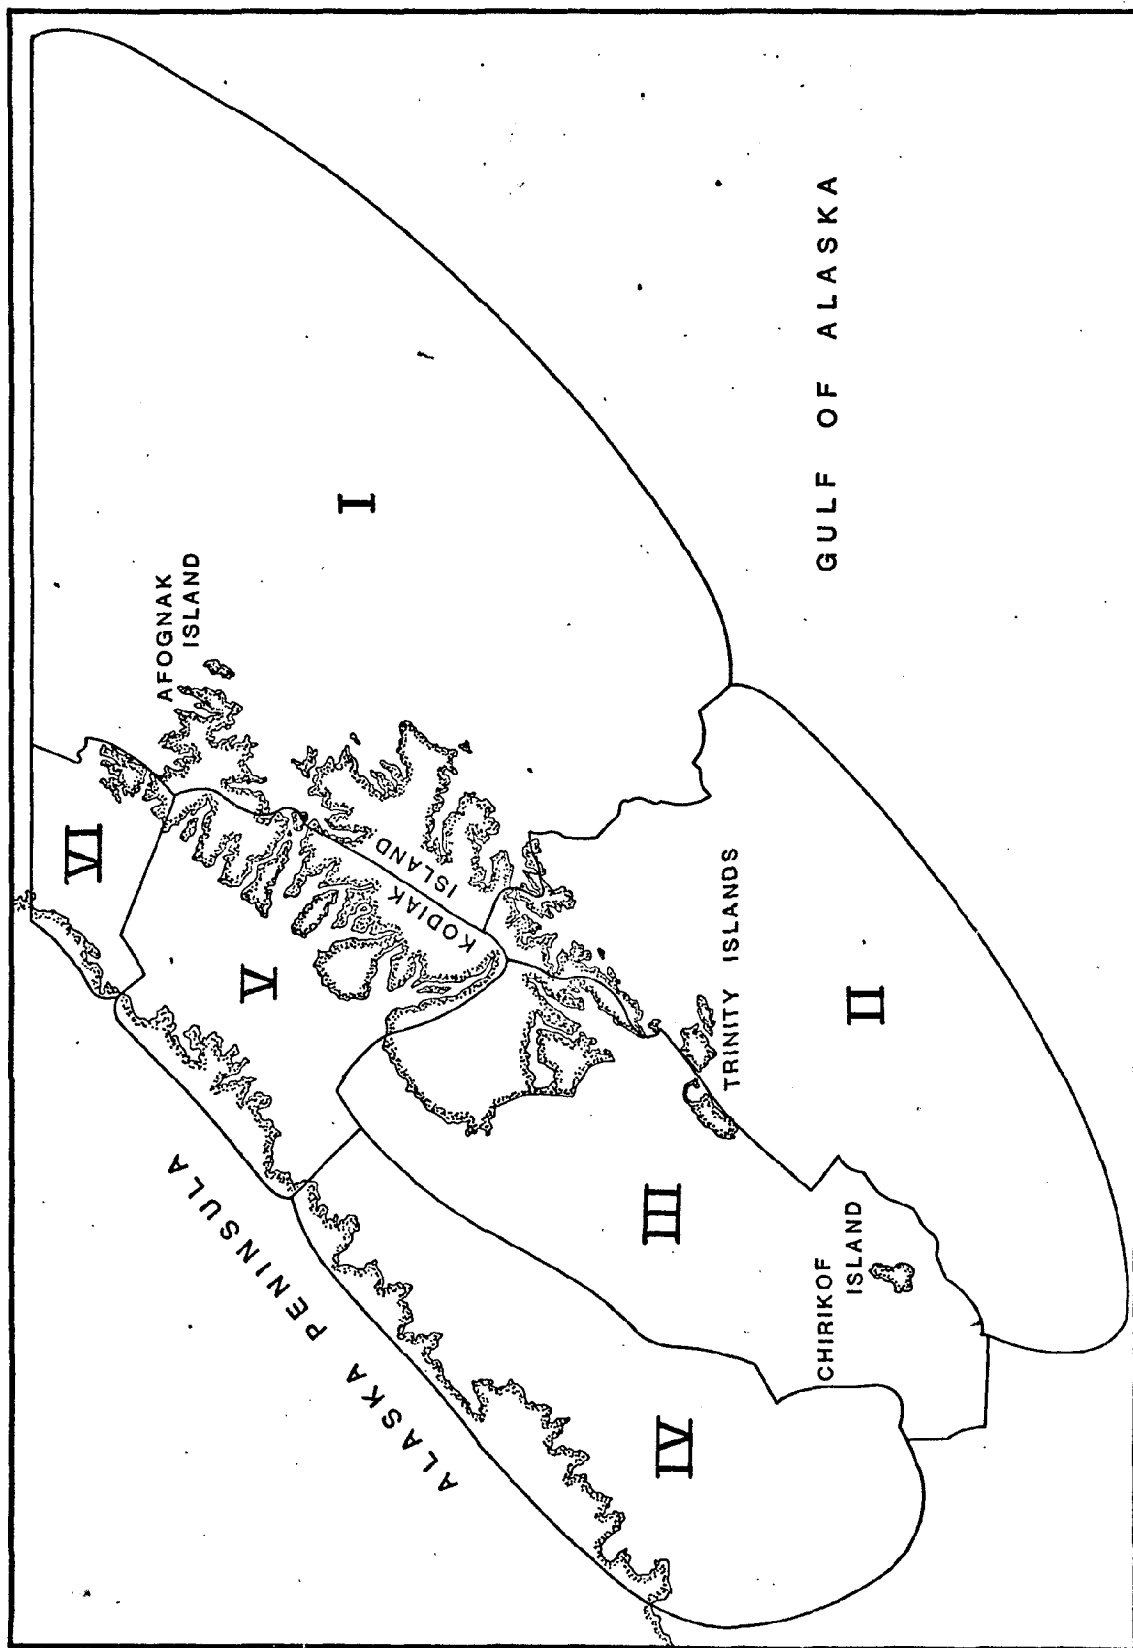 AFOGNAK
ISLAND
I
VI
V
KODIAK
ISLAND
GULF OF ALASKA
TRINITY ISLANDS
II
III
CHIRIKOF
ISLAND
IV
ALASKA PENINSULA